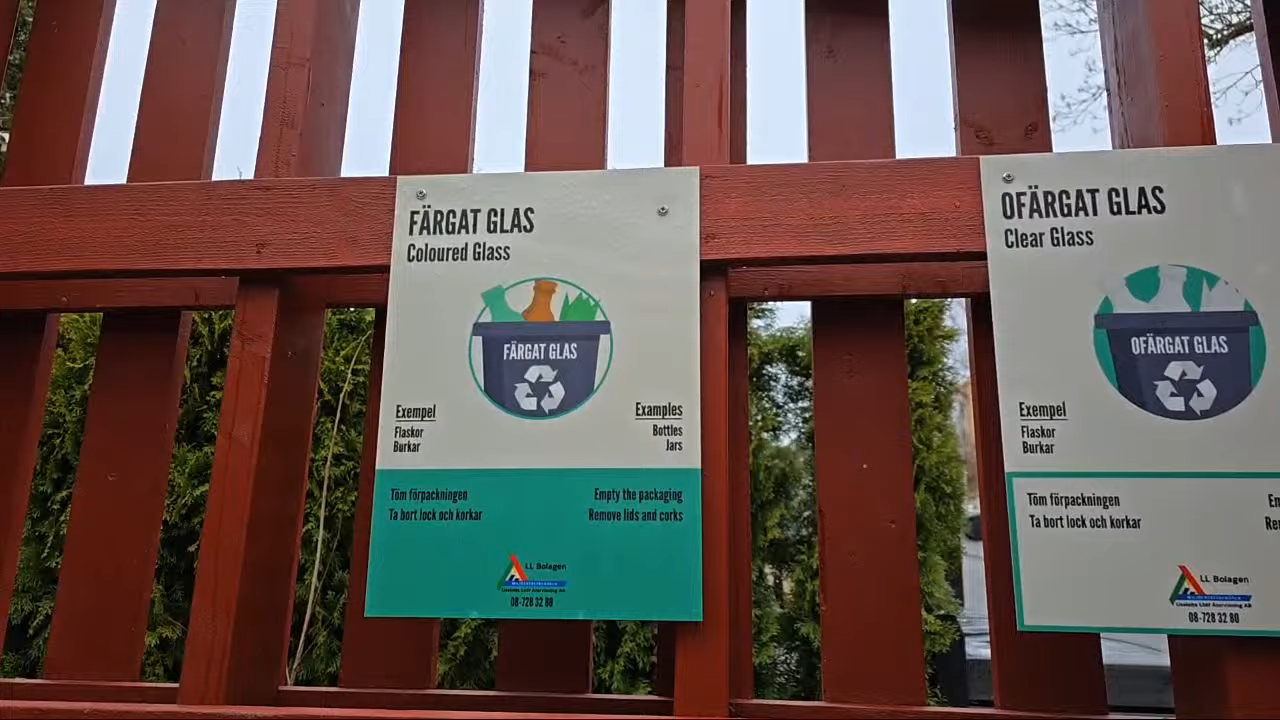 FÄRGAT GLAS
Coloured Glass
FÄRGAT GLAS
Exempel
Flaskor
Burkar
Examples
Bottles
Jars
Töm förpackningen
Ta bort lock och korkar
Empty the packaging
Remove lids and corks
LL Bolagen
08-728 32 80
OFÄRGAT GLAS
Clear Glass
OFÄRGAT GLAS
Exempel
Flaskor
Burkar
Töm förpackningen
Ta bort lock och korkar
LL Bolagen
08-728 32 80